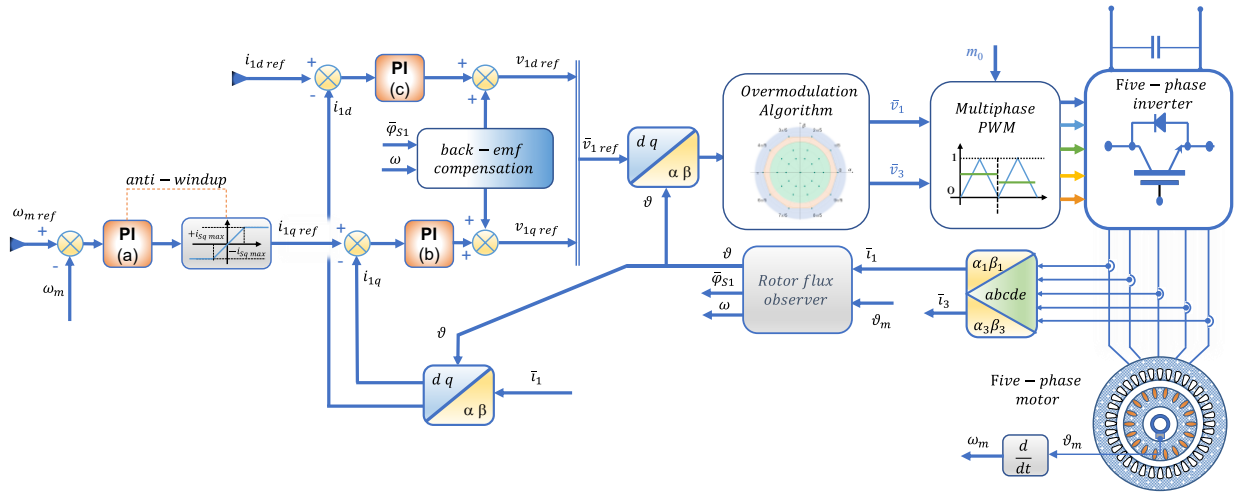 i1d ref
+
-
PI
(c)
+
+
v1d ref
i1d
φ̄S1
ω
back−emf
compensation
v̄1 ref
d q
α β
ϑ
Overmodulation
Algorithm
v̄1
v̄3
m0
Multiphase
PWM
1
0
Five−phase
inverter
anti−windup
ωm ref
+
-
ωm
PI
(a)
+iSq max
−iSq max
i1q ref
+
-
i1q
PI
(b)
+
+
v1q ref
ϑ
φ̄S1
ω
Rotor flux
observer
ī1
ϑm
ī3
α1β1
abcde
α3β3
ϑ
d q
α β
ī1
Five−phase
motor
ωm
d
dt
ϑm